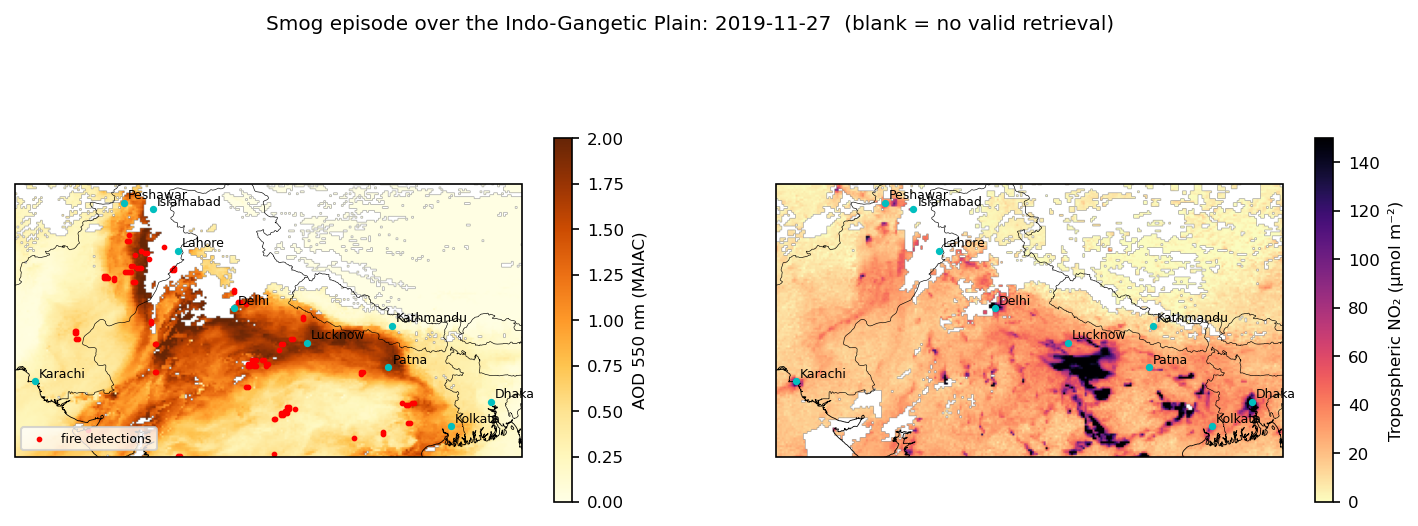 Smog episode over the Indo-Gangetic Plain: 2019-11-27  (blank = no valid retrieval)
Peshawar
Islamabad
Lahore
Delhi
Kathmandu
Lucknow
Patna
Karachi
Dhaka
Kolkata
fire detections
2.00
1.75
1.50
1.25
1.00
0.75
0.50
0.25
0.00
AOD 550 nm (MAIAC)
Peshawar
Islamabad
Lahore
Delhi
Kathmandu
Lucknow
Patna
Karachi
Dhaka
Kolkata
140
120
100
80
60
40
20
0
Tropospheric NO₂ (µmol m⁻²)